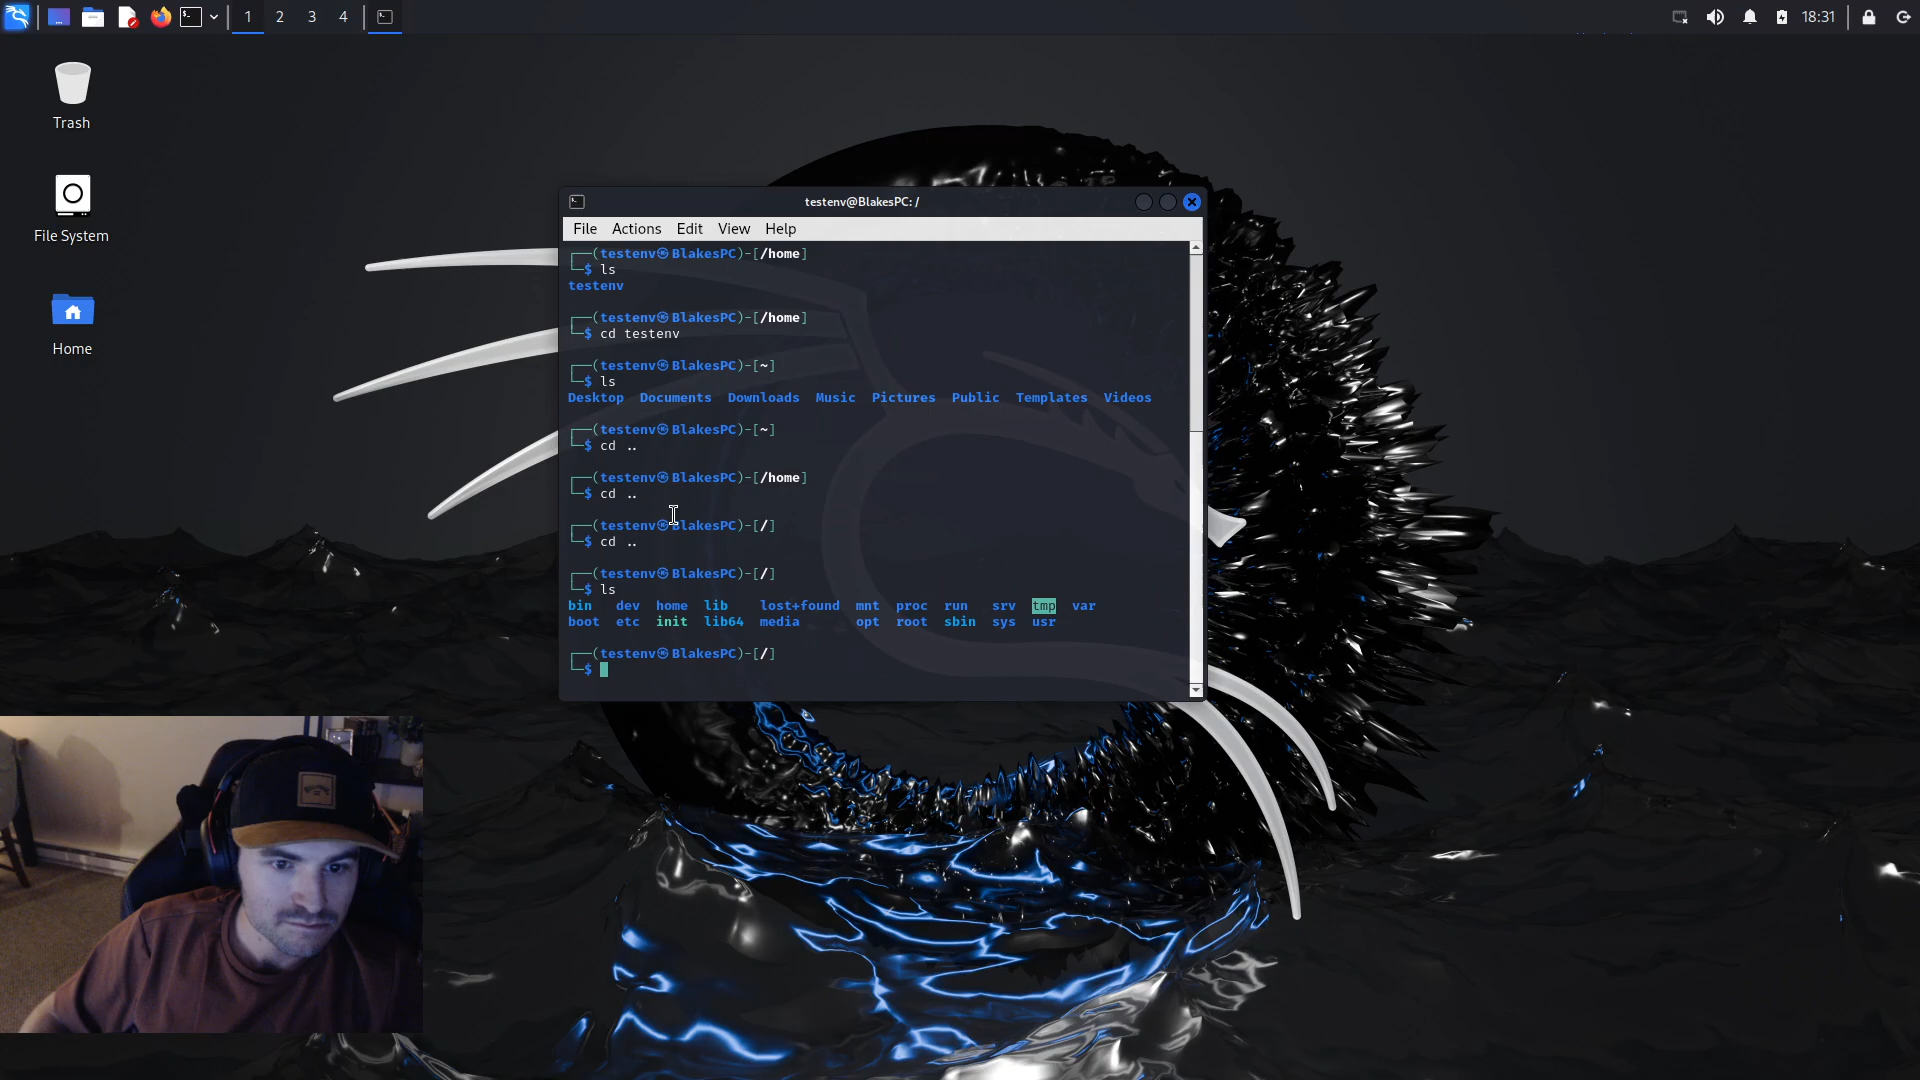 1 2 3 4 18:31
Trash
File System
Home
testenv@BlakesPC: /
File Actions Edit View Help
┌──(testenv㉿BlakesPC)-[/home]
└─$ ls
testenv
┌──(testenv㉿BlakesPC)-[/home]
└─$ cd testenv
┌──(testenv㉿BlakesPC)-[~]
└─$ ls
Desktop Documents Downloads Music Pictures Public Templates Videos
┌──(testenv㉿BlakesPC)-[~]
└─$ cd ..
┌──(testenv㉿BlakesPC)-[/home]
└─$ cd ..
┌──(testenv㉿BlakesPC)-[/]
└─$ cd ..
┌──(testenv㉿BlakesPC)-[/]
└─$ ls
bin dev home lib lost+found mnt proc run srv tmp var
boot etc init lib64 media opt root sbin sys usr
┌──(testenv㉿BlakesPC)-[/]
└─$